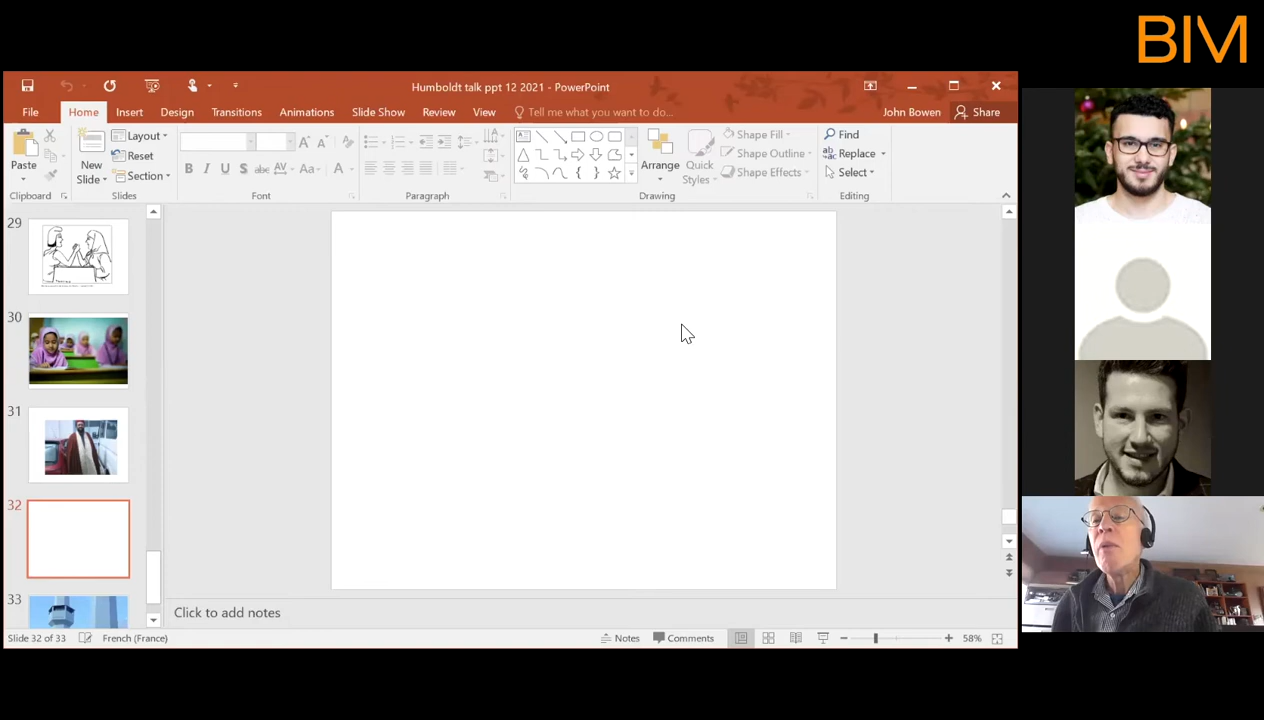 BIM
Humboldt talk ppt 12 2021 - PowerPoint
File Home Insert Design Transitions Animations Slide Show Review View Tell me what you want to do... John Bowen Share
Paste
New Slide
Layout
Reset
Section
B I U S abc AV Aa A
Arrange
Quick Styles
Shape Fill
Shape Outline
Shape Effects
Find
Replace
Select
Clipboard Slides Font Paragraph Drawing Editing
29
30
31
32
33
Click to add notes
Slide 32 of 33 French (France) Notes Comments 58%